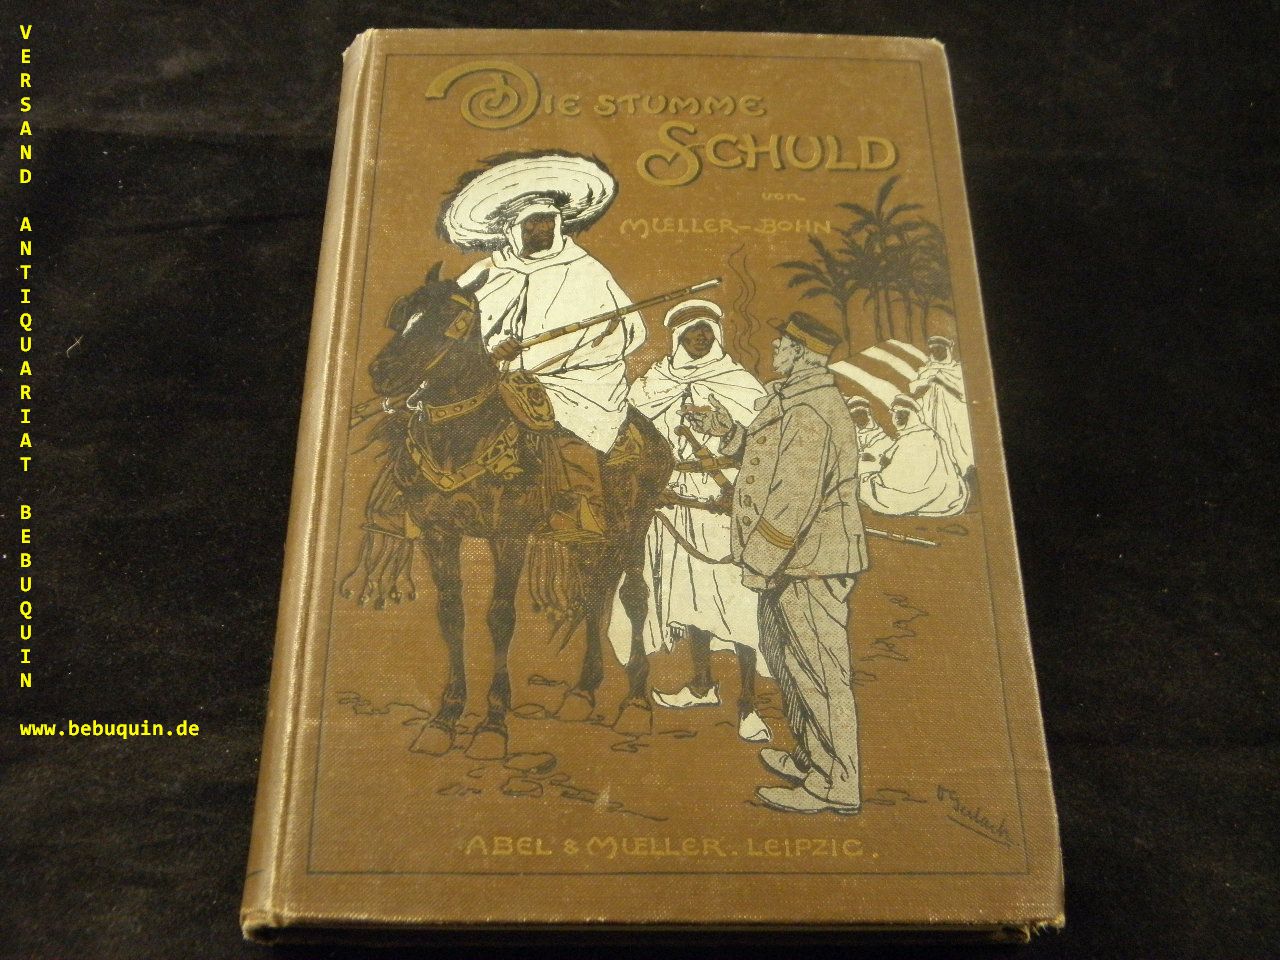 VERSAND ANTIQUARIAT BEBUQUIN
www.bebuquin.de
DIE STUMME
SCHULD
von
MUELLER-BOHN
ABEL & MUELLER. LEIPZIG.